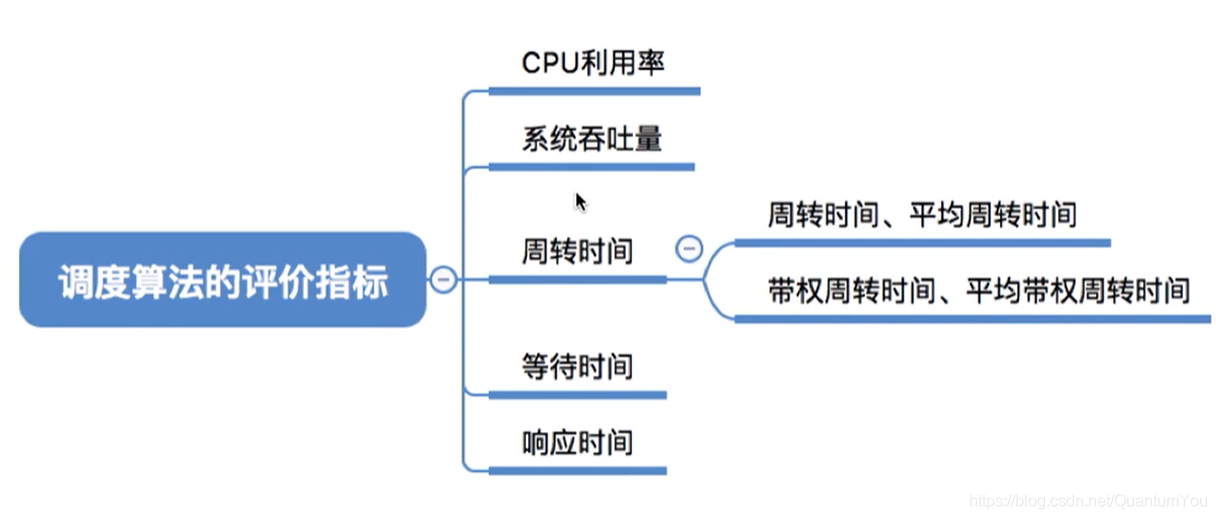 CPU利用率
系统吞吐量
周转时间、平均周转时间
周转时间
调度算法的评价指标
带权周转时间、平均带权周转时间
等待时间
响应时间
https://blog.csdn.net/QuantumYou